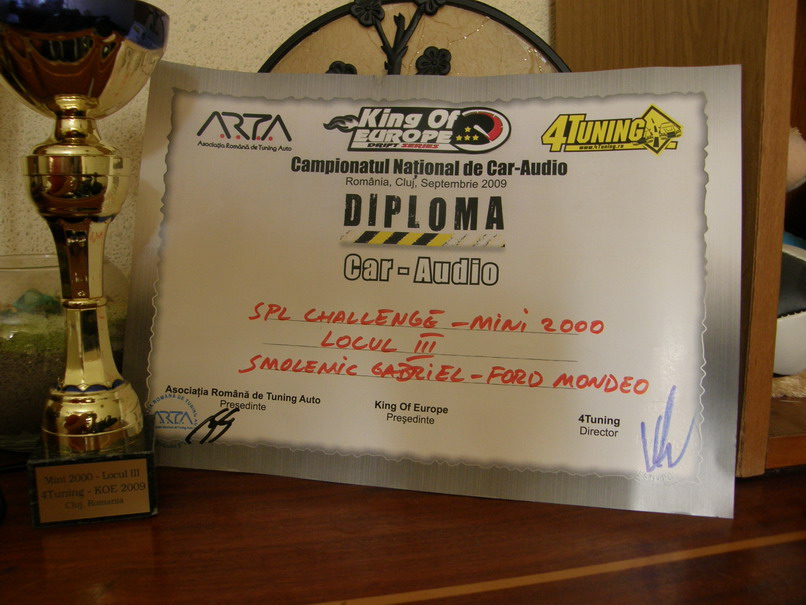 A.R.T.A
Asociația Română de Tuning Auto
King Of
EUROPE
DRIFT SERIES
4TUNING
www.4Tuning.ro
Campionatul Național de Car-Audio
România, Cluj, Septembrie 2009
DIPLOMA
Car - Audio
SPL CHALLENGE - MINI 2000
LOCUL III
SMOLENIC GABRIEL - FORD MONDEO
Asociația Română de Tuning Auto
Președinte
King Of Europe
Președinte
4Tuning
Director
ARTA
Mini 2000 - Locul III
4Tuning - KOE 2009
Cluj, Romania